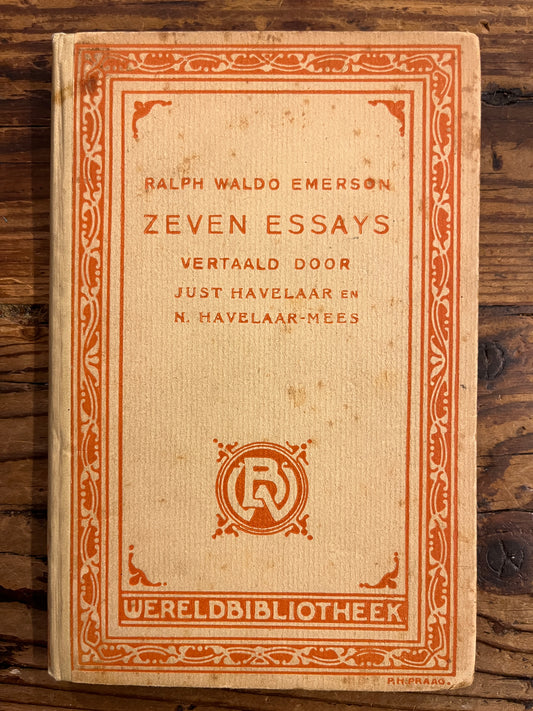 RALPH WALDO EMERSON
ZEVEN ESSAYS
VERTAALD DOOR
JUST HAVELAAR EN
N. HAVELAAR-MEES
WB
WERELDBIBLIOTHEEK
P.H. PRAAG.